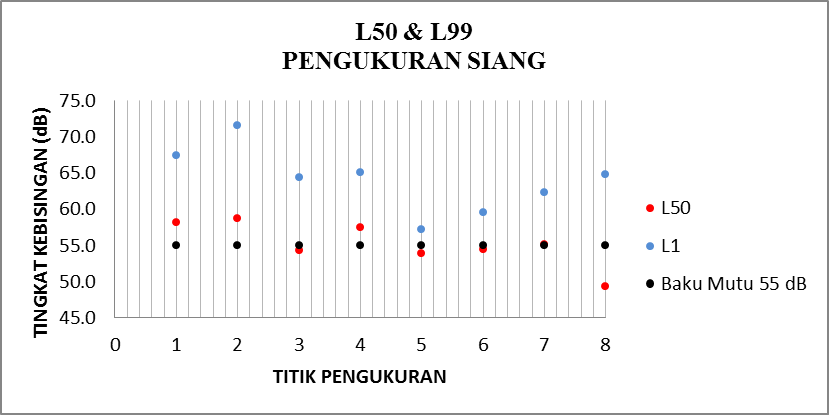 L50 & L99
PENGUKURAN SIANG
TINGKAT KEBISINGAN (dB)
75.0
70.0
65.0
60.0
55.0
50.0
45.0
0 1 2 3 4 5 6 7 8
TITIK PENGUKURAN
L50
L1
Baku Mutu 55 dB